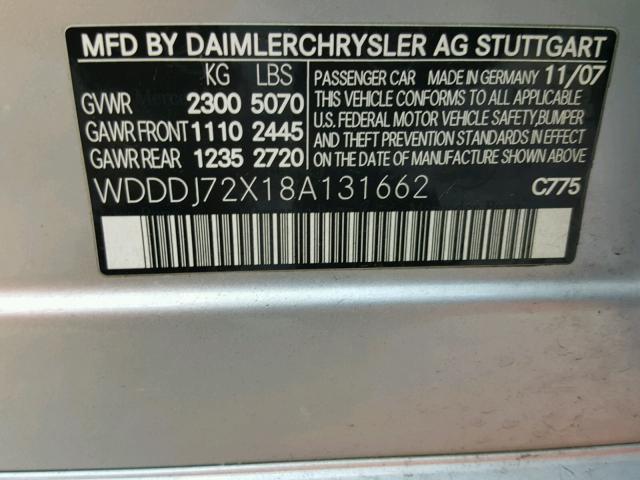 MFD BY DAIMLERCHRYSLER AG STUTTGART
KG LBS
GVWR 2300 5070
GAWR FRONT 1110 2445
GAWR REAR 1235 2720
PASSENGER CAR MADE IN GERMANY 11/07
THIS VEHICLE CONFORMS TO ALL APPLICABLE
U.S. FEDERAL MOTOR VEHICLE SAFETY, BUMPER
AND THEFT PREVENTION STANDARDS IN EFFECT
ON THE DATE OF MANUFACTURE SHOWN ABOVE.
WDDDJ72X18A131662 C775